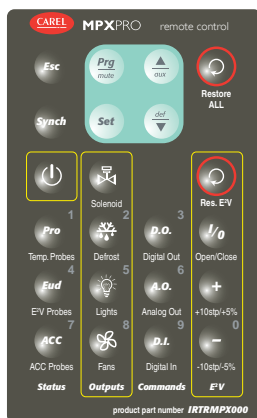 CAREL MPXPRO remote control
Esc
Prg
mute
aux
Restore
ALL
Synch
Set
def
Solenoid
Res. E²V
1
2
3
Pro
D.O.
I/0
Temp. Probes
Defrost
Digital Out
Open/Close
4
5
6
Eud
A.O.
+
E²V Probes
Lights
Analog Out
+10stp/+5%
7
8
9
0
ACC
D.I.
–
ACC Probes
Fans
Digital In
-10stp/-5%
Status
Outputs
Commands
E²V
product part number IRTRMPX000